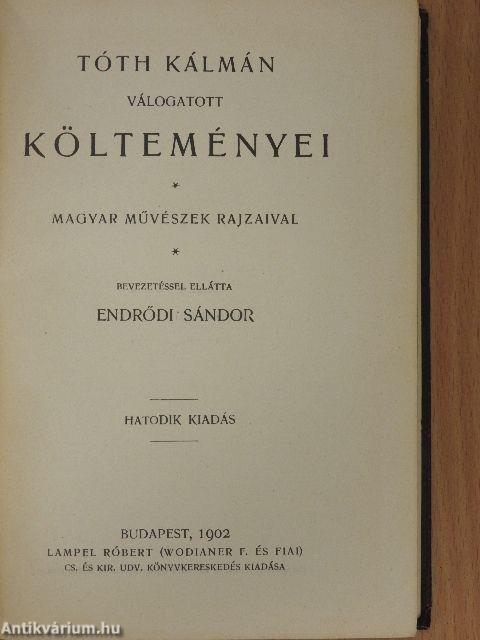 TÓTH KÁLMÁN
VÁLOGATOTT
KÖLTEMÉNYEI
*
MAGYAR MŰVÉSZEK RAJZAIVAL
*
BEVEZETÉSSEL ELLÁTTA
ENDRŐDI SÁNDOR
HATODIK KIADÁS
BUDAPEST, 1902
LAMPEL RÓBERT (WODIANER F. ÉS FIAI)
CS. ÉS KIR. UDV. KÖNYVKERESKEDÉS KIADÁSA
Antikvárium.hu